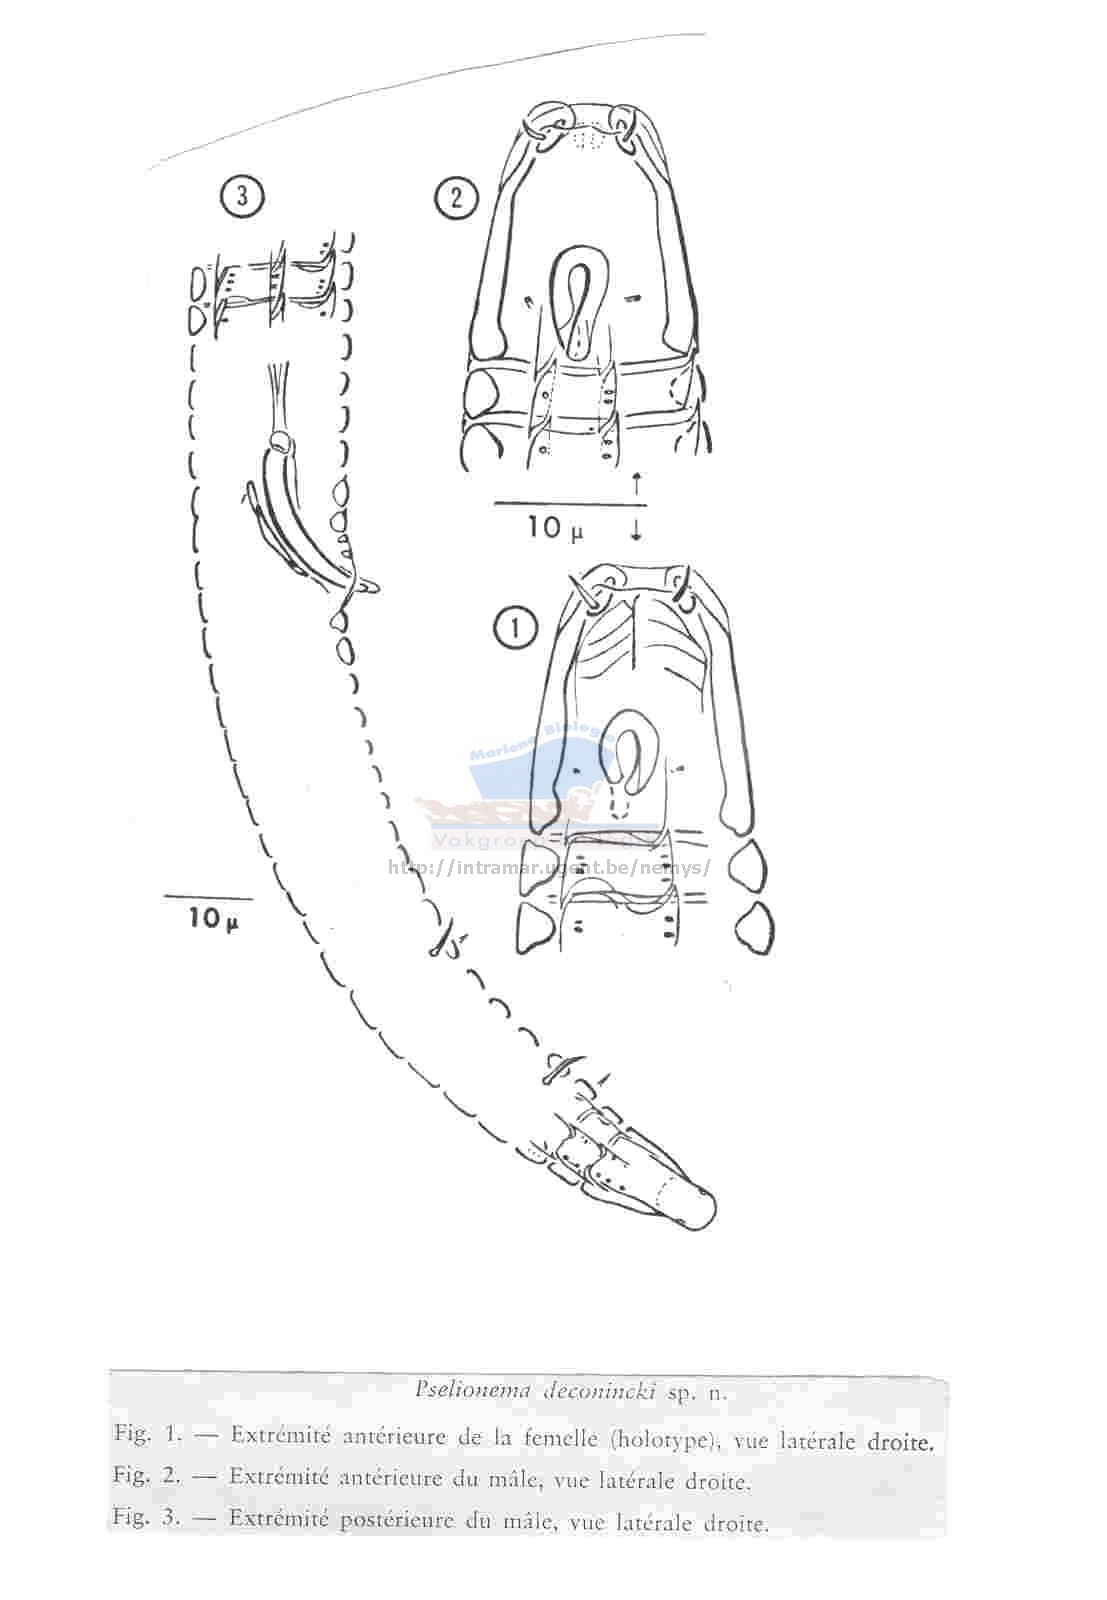 3
2
10 µ
1
Mariene Biologie
Vakgroep Biologie
http://intramar.ugent.be/nemys/
10 µ
Pselionema deconincki sp. n.
Fig. 1. — Extrémité antérieure de la femelle (holotype), vue latérale droite.
Fig. 2. — Extrémité antérieure du mâle, vue latérale droite.
Fig. 3. — Extrémité postérieure du mâle, vue latérale droite.